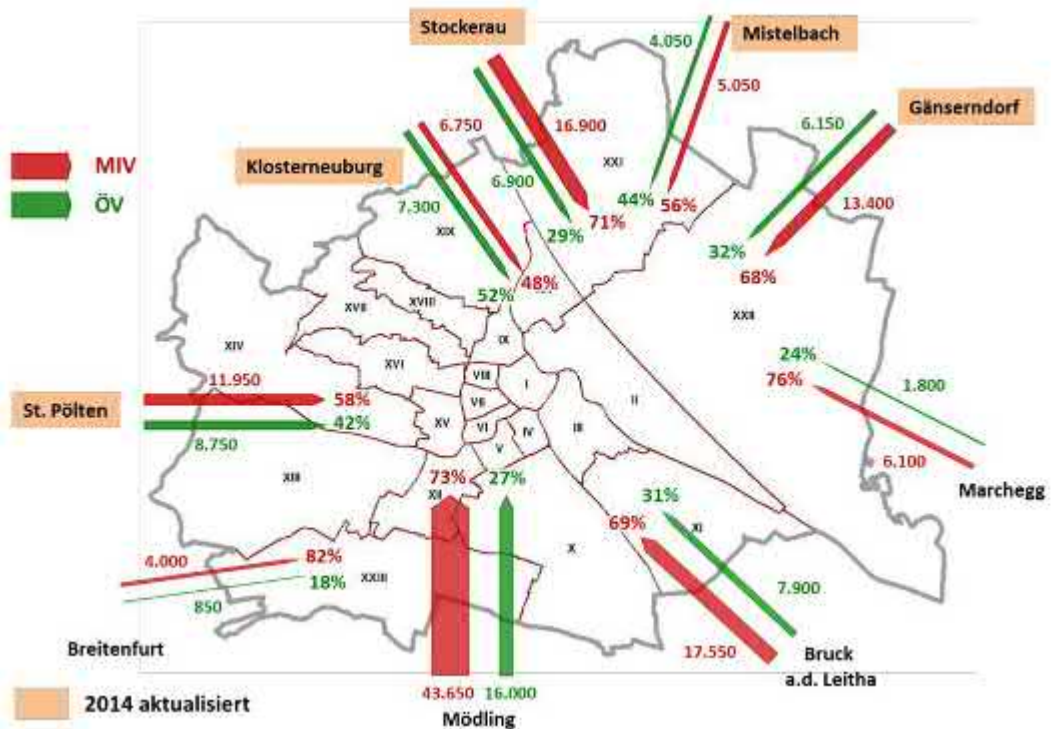 Stockerau
Mistelbach
4.050
5.050
Gänserndorf
6.750
16.900
6.150
MIV
Klosterneuburg
XXI
ÖV
6.900
7.300
13.400
44%
56%
71%
XIX
29%
32%
68%
48%
52%
XVIII
XVII
XXII
IX
XIV
24%
XVI
11.950
VIII
76%
I
1.800
St. Pölten
58%
II
42%
XV
VI
IV
III
V
8.750
6.100
XIII
73%
27%
Marchegg
XII
31%
69%
XI
4.000
82%
X
XXIII
18%
850
7.900
Breitenfurt
17.550
Bruck
a.d. Leitha
2014 aktualisiert
43.650
16.000
Mödling